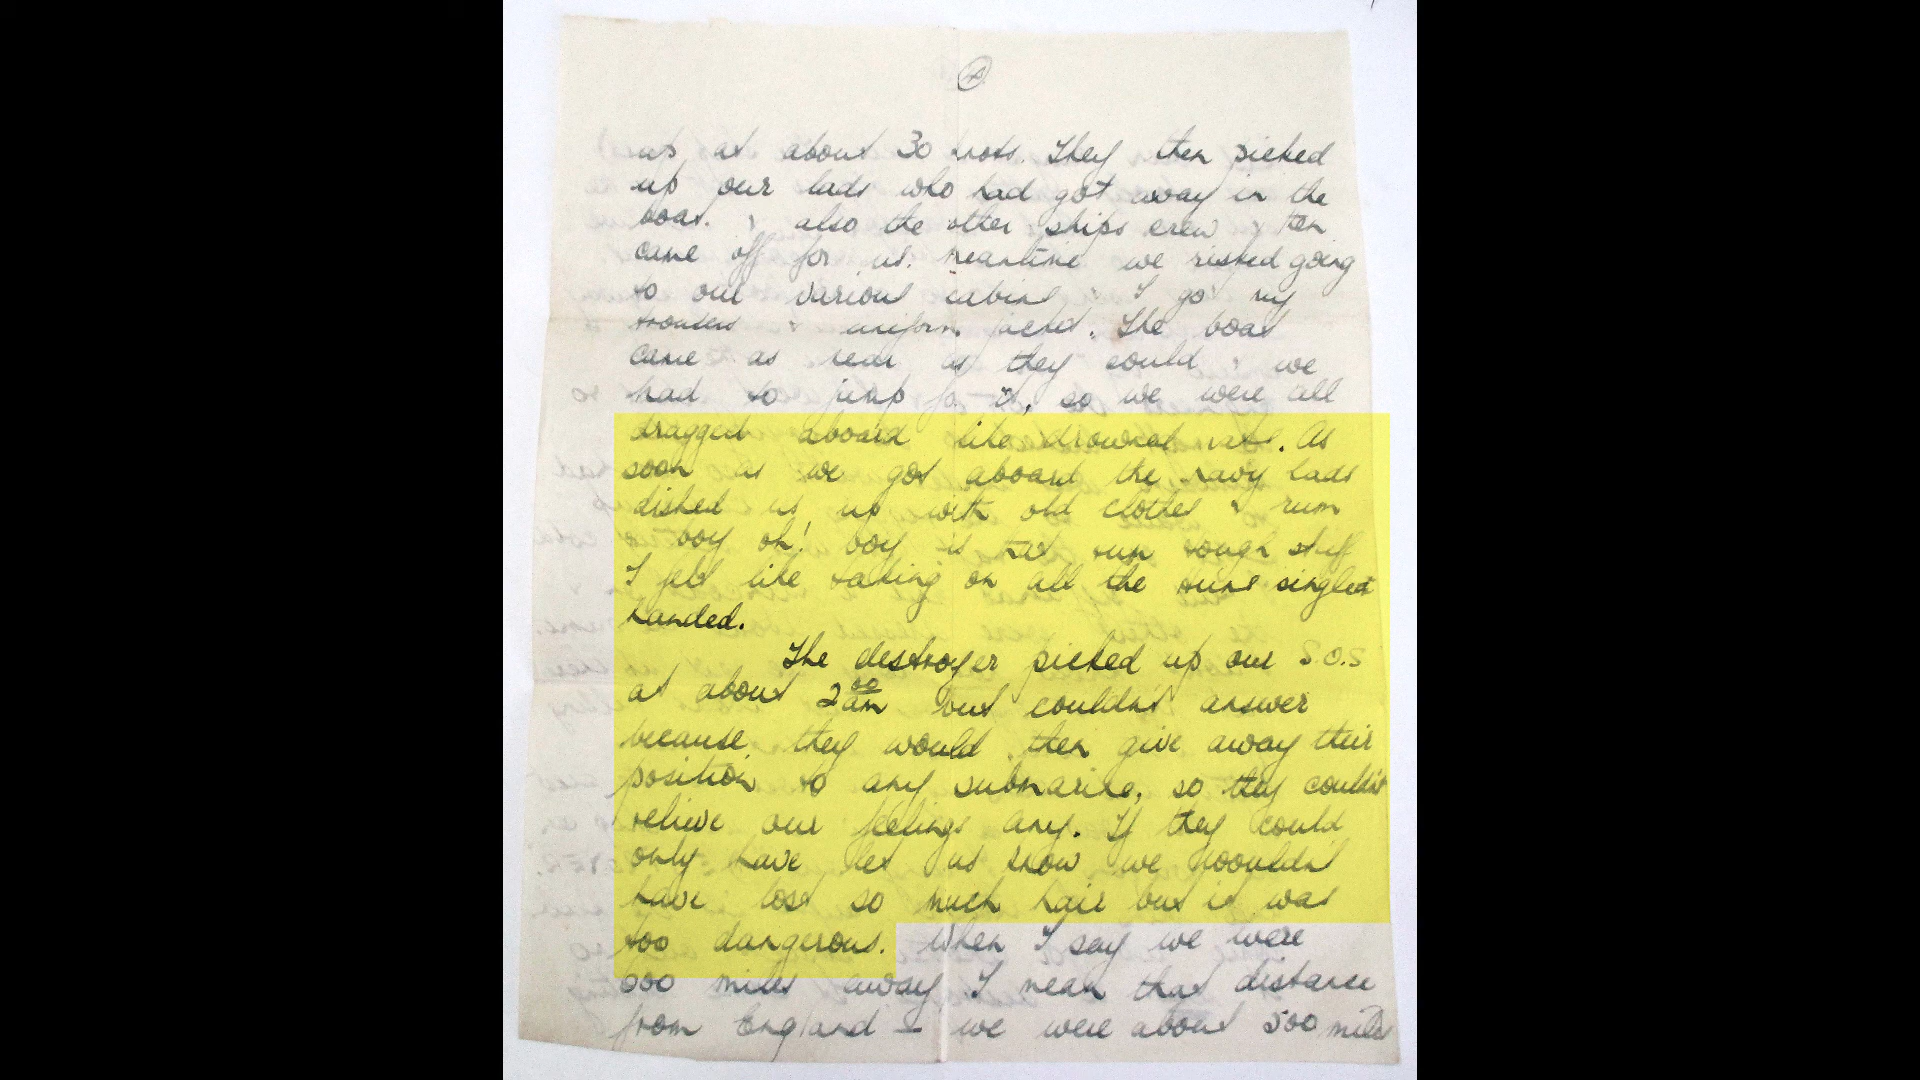 4
us at about 30 knots. They then picked
up our lads who had got away in the
boat. & also the other ships crew & then
came off for us. Meantime we risked going
to our various cabins & I got my
trousers & uniform jacket. The boat
came as near as they could & we
had to jump for it, so we were all
dragged aboard like drowned rats. As
soon as we got aboard the navy lads
dished us up with old clothes & rum
& boy oh! boy is that rum tough stuff
I felt like taking on all the huns single
handed.
The destroyer picked up our S.O.S
at about 2 00 am but couldn't answer
because they would then give away their
position to any submarine, so they couldn't
relieve our feelings any. If they could
only have let us know we woouldn't
have lost so much hair but it was
too dangerous. When I say we were
600 miles away I mean that distance
from England – we were about 500 miles